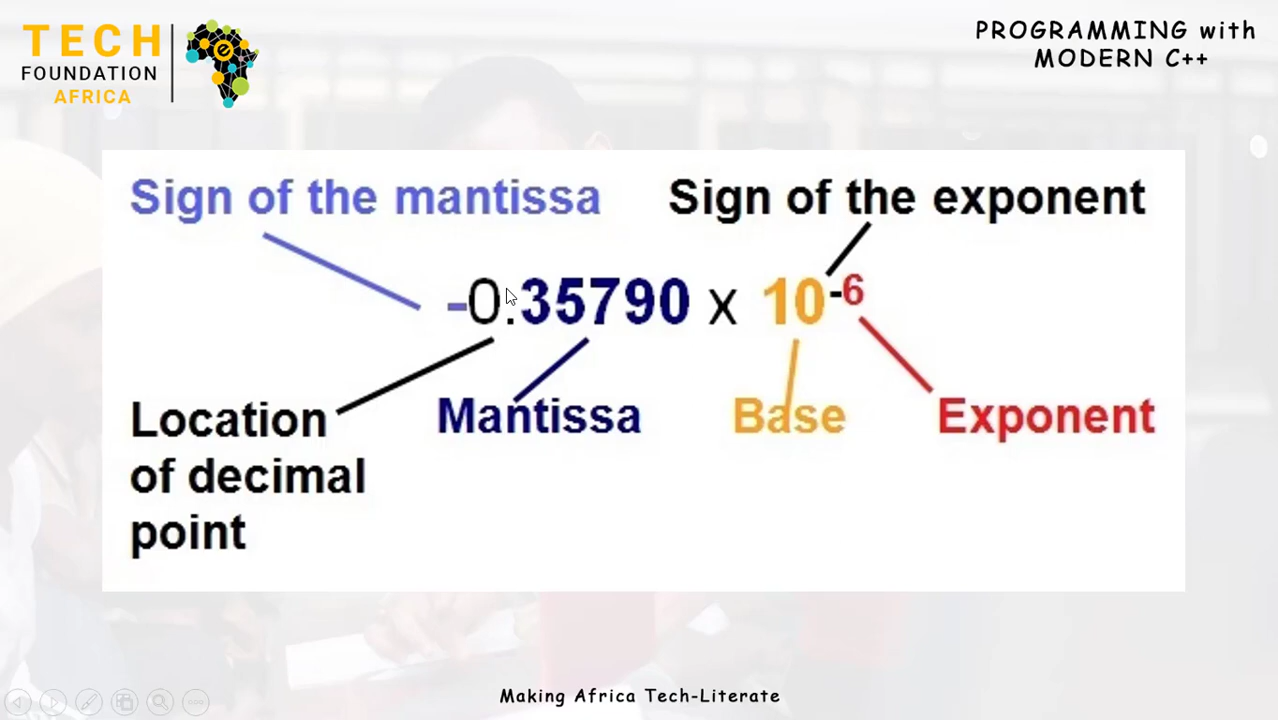 TECH
FOUNDATION
AFRICA
e
PROGRAMMING with
MODERN C++
Sign of the mantissa
Sign of the exponent
-0.35790 x 10-6
Location
of decimal
point
Mantissa
Base
Exponent
Making Africa Tech-Literate